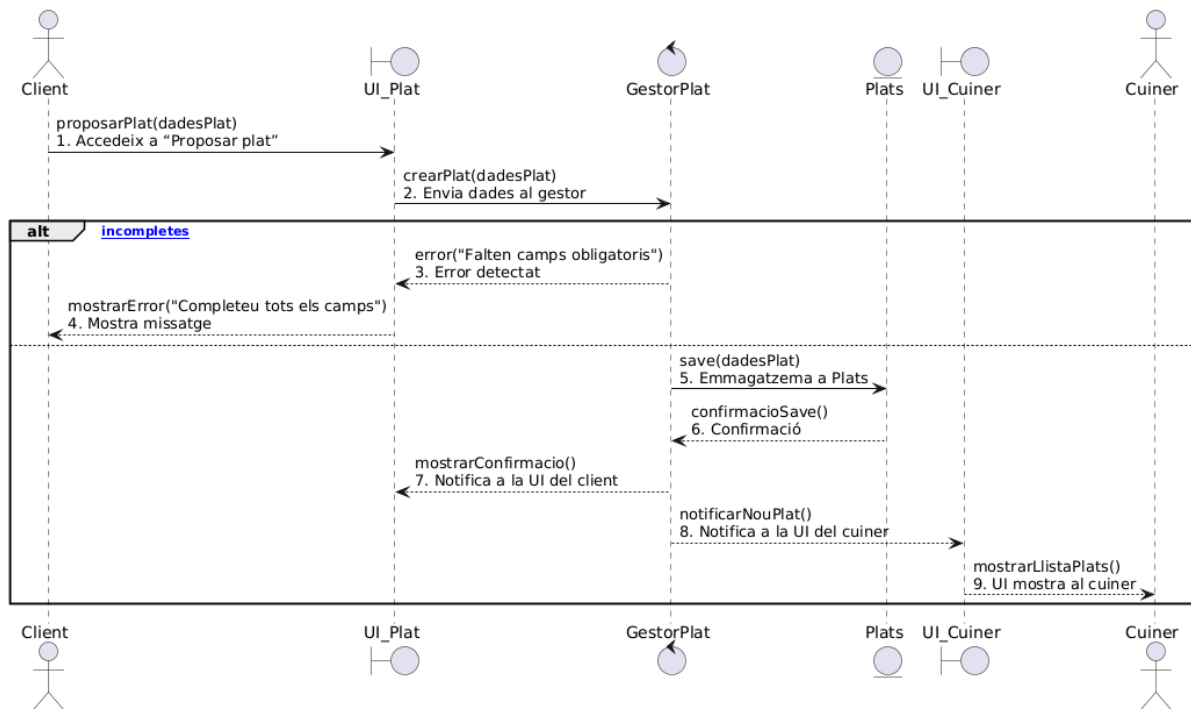 Client
UI_Plat
GestorPlat
Plats
UI_Cuiner
Cuiner
proposarPlat(dadesPlat)
1. Accedeix a “Proposar plat”
crearPlat(dadesPlat)
2. Envia dades al gestor
alt
incompletes
error("Falten camps obligatoris")
3. Error detectat
mostrarError("Completeu tots els camps")
4. Mostra missatge
save(dadesPlat)
5. Emmagatzema a Plats
confirmacioSave()
6. Confirmació
mostrarConfirmacio()
7. Notifica a la UI del client
notificarNouPlat()
8. Notifica a la UI del cuiner
mostrarLlistaPlats()
9. UI mostra al cuiner
Client
UI_Plat
GestorPlat
Plats
UI_Cuiner
Cuiner